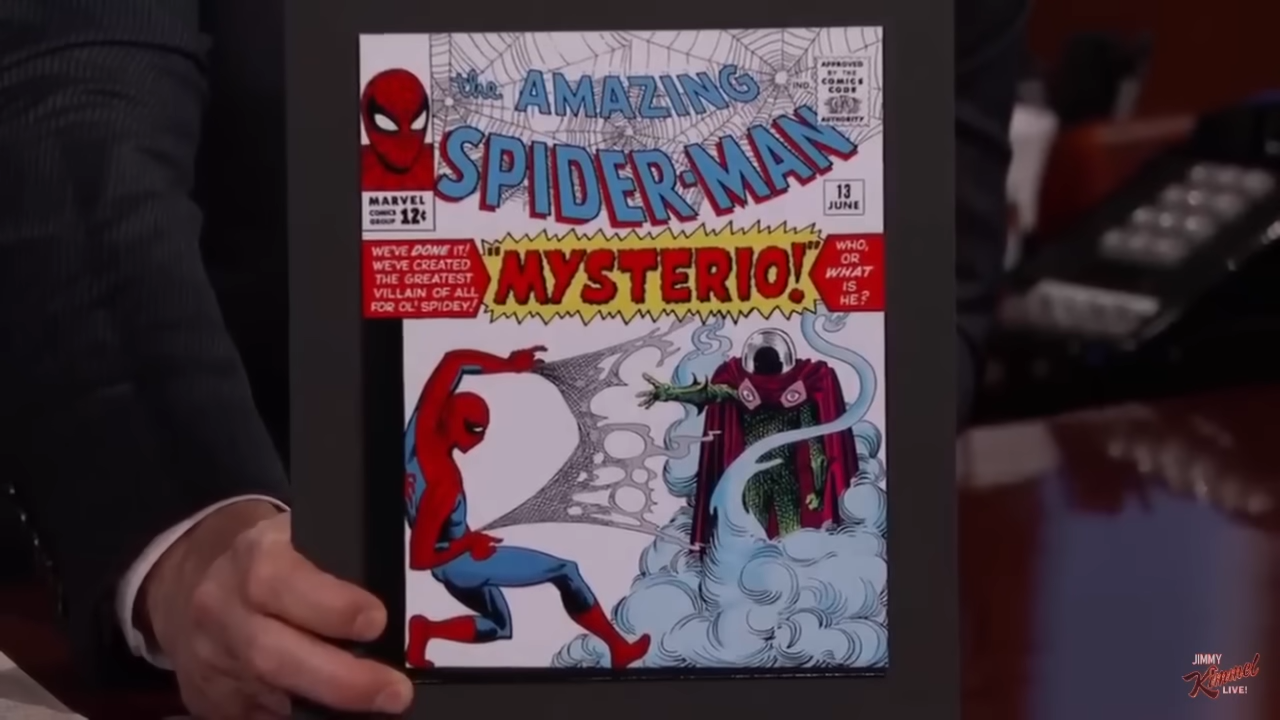 the AMAZING
SPIDER-MAN
IND.
APPROVED
BY THE
COMICS
CODE
AUTHORITY
MARVEL
COMICS
GROUP 12¢
13
JUNE
WE'VE DONE IT!
WE'VE CREATED
THE GREATEST
VILLAIN OF ALL
FOR OL' SPIDEY!
"MYSTERIO!"
WHO,
OR
WHAT
IS
HE?
JIMMY
Kimmel
LIVE!